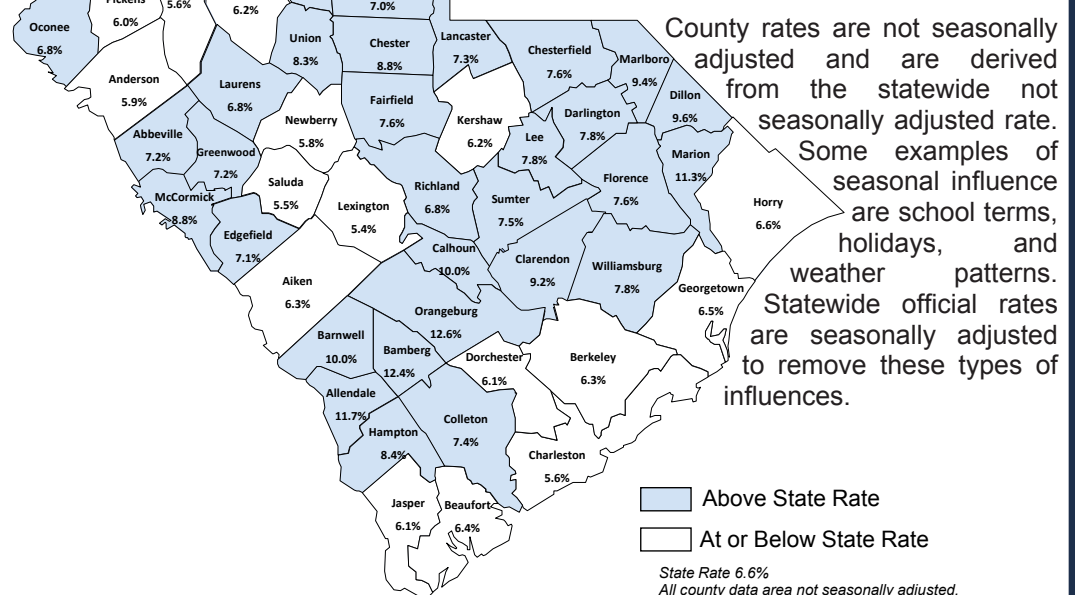 Pickens
6.0%
5.6%
6.2%
7.0%
Oconee
6.8%
Union
8.3%
Chester
8.8%
Lancaster
7.3%
Chesterfield
7.6%
Marlboro
9.4%
Dillon
9.6%
Anderson
5.9%
Laurens
6.8%
Fairfield
7.6%
Kershaw
6.2%
Darlington
7.8%
Lee
7.8%
Newberry
5.8%
Abbeville
7.2%
Greenwood
7.2%
Marion
11.3%
Saluda
5.5%
Richland
6.8%
Florence
7.6%
McCormick
8.8%
Lexington
5.4%
Sumter
7.5%
Horry
6.6%
Edgefield
7.1%
Calhoun
10.0%
Clarendon
9.2%
Williamsburg
7.8%
Aiken
6.3%
Georgetown
6.5%
Orangeburg
12.6%
Barnwell
10.0%
Bamberg
12.4%
Dorchester
6.1%
Berkeley
6.3%
Allendale
11.7%
Colleton
7.4%
Hampton
8.4%
Charleston
5.6%
Jasper
6.1%
Beaufort
6.4%
County rates are not seasonally
adjusted and are derived
from the statewide not
seasonally adjusted rate.
Some examples of
seasonal influence
are school terms,
holidays, and
weather patterns.
Statewide official rates
are seasonally adjusted
to remove these types of
influences.
Above State Rate
At or Below State Rate
State Rate 6.6%
All county data area not seasonally adjusted.